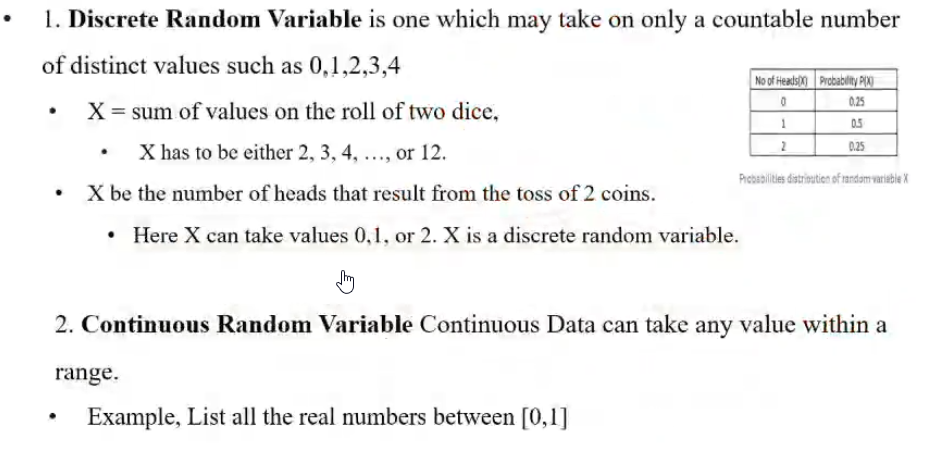 • 1. Discrete Random Variable is one which may take on only a countable number
of distinct values such as 0,1,2,3,4
• X = sum of values on the roll of two dice,
• X has to be either 2, 3, 4, …, or 12.
• X be the number of heads that result from the toss of 2 coins.
• Here X can take values 0,1, or 2. X is a discrete random variable.
No of Heads(X) Probability P(X)
0 0.25
1 0.5
2 0.25
Probabilities distribution of random variable X
2. Continuous Random Variable Continuous Data can take any value within a
range.
• Example, List all the real numbers between [0,1]